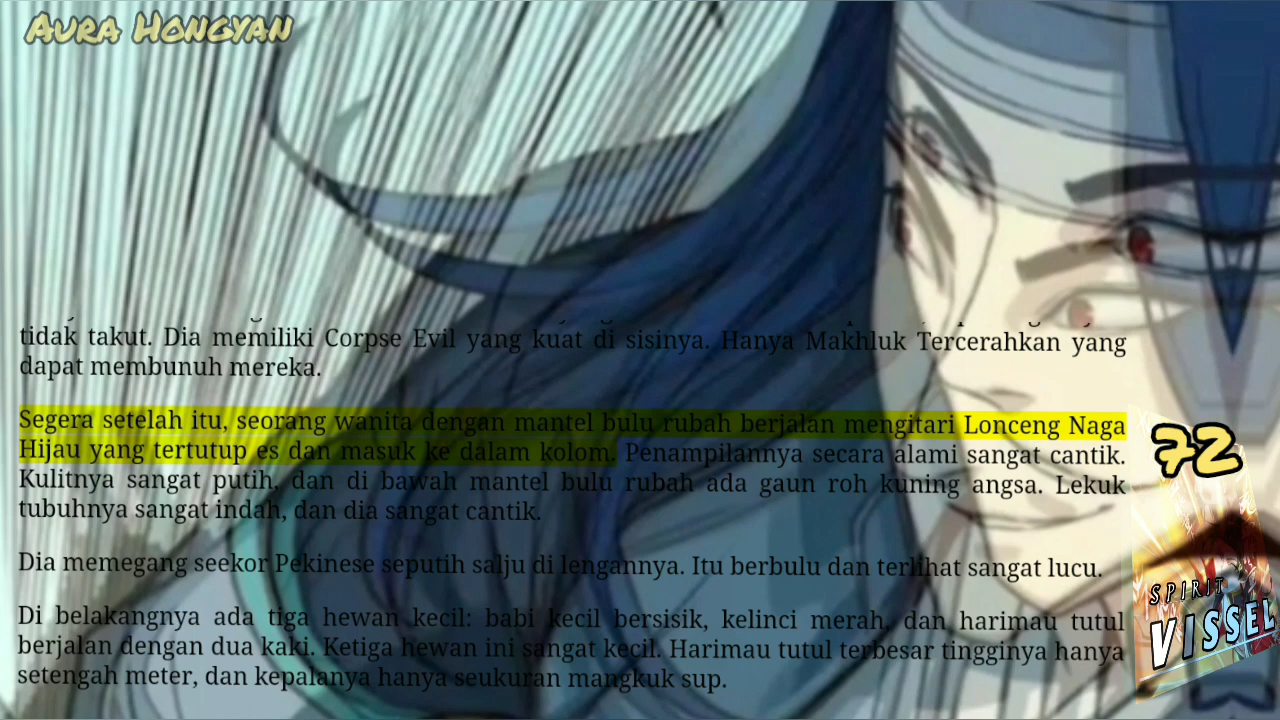 Aura Hongyan
tidak takut. Dia memiliki Corpse Evil yang kuat di sisinya. Hanya Makhluk Tercerahkan yang
dapat membunuh mereka.
Segera setelah itu, seorang wanita dengan mantel bulu rubah berjalan mengitari Lonceng Naga
Hijau yang tertutup es dan masuk ke dalam kolom. Penampilannya secara alami sangat cantik.
Kulitnya sangat putih, dan di bawah mantel bulu rubah ada gaun roh kuning angsa. Lekuk
tubuhnya sangat indah, dan dia sangat cantik.
Dia memegang seekor Pekinese seputih salju di lengannya. Itu berbulu dan terlihat sangat lucu.
Di belakangnya ada tiga hewan kecil: babi kecil bersisik, kelinci merah, dan harimau tutul
berjalan dengan dua kaki. Ketiga hewan ini sangat kecil. Harimau tutul terbesar tingginya hanya
setengah meter, dan kepalanya hanya seukuran mangkuk sup.
72
SPIRIT
VISSEL